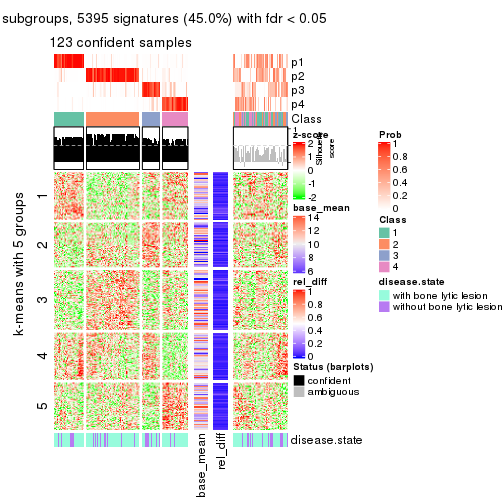 subgroups, 5395 signatures (45.0%) with fdr < 0.05
123 confident samples
p1
p2
p3
p4
Class
1
Silhouette
score
k-means with 5 groups
1
2
3
4
5
base_mean
rel_diff
disease.state
z-score
2
1
0
-1
-2
base_mean
14
12
10
8
6
rel_diff
1
0.8
0.6
0.4
0.2
0
Status (barplots)
confident
ambiguous
Prob
1
0.8
0.6
0.4
0.2
0
Class
1
2
3
4
disease.state
with bone lytic lesion
without bone lytic lesion